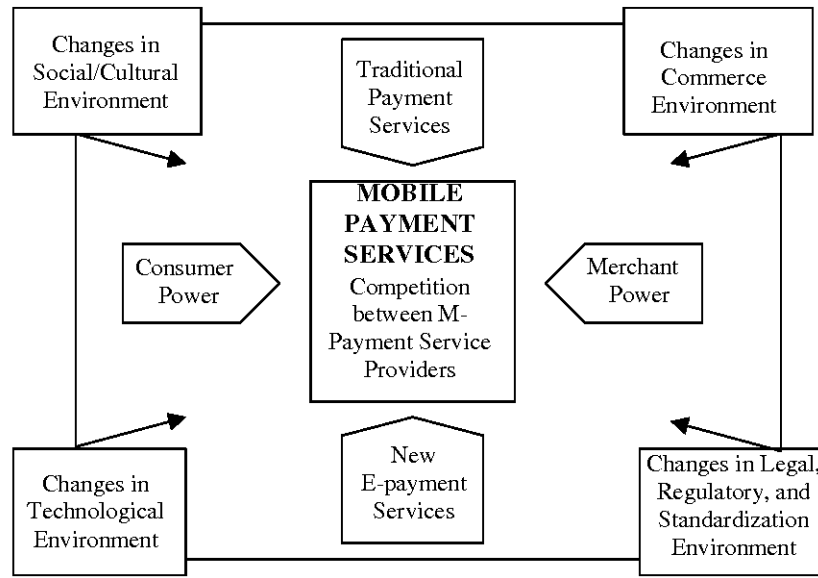 Changes in
Social/Cultural
Environment
Traditional
Payment
Services
Changes in
Commerce
Environment
Consumer
Power
MOBILE
PAYMENT
SERVICES
Competition
between M-
Payment Service
Providers
Merchant
Power
Changes in
Technological
Environment
New
E-payment
Services
Changes in Legal,
Regulatory, and
Standardization
Environment